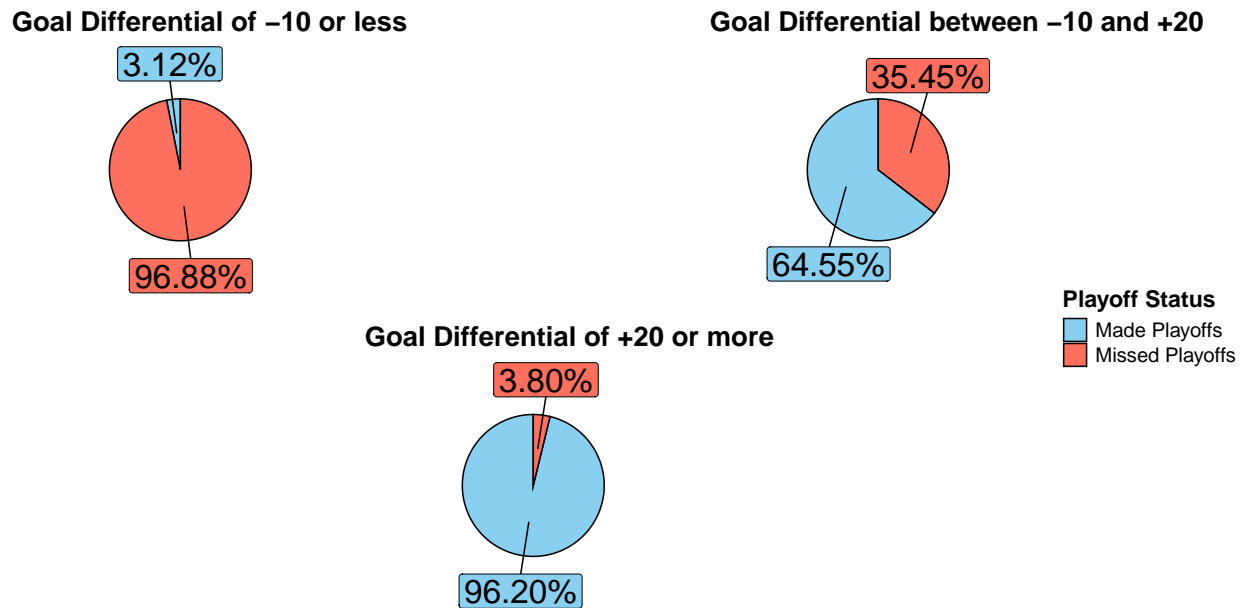 Goal Differential of −10 or less
3.12%
96.88%
Goal Differential between −10 and +20
35.45%
64.55%
Playoff Status
Made Playoffs
Missed Playoffs
Goal Differential of +20 or more
3.80%
96.20%